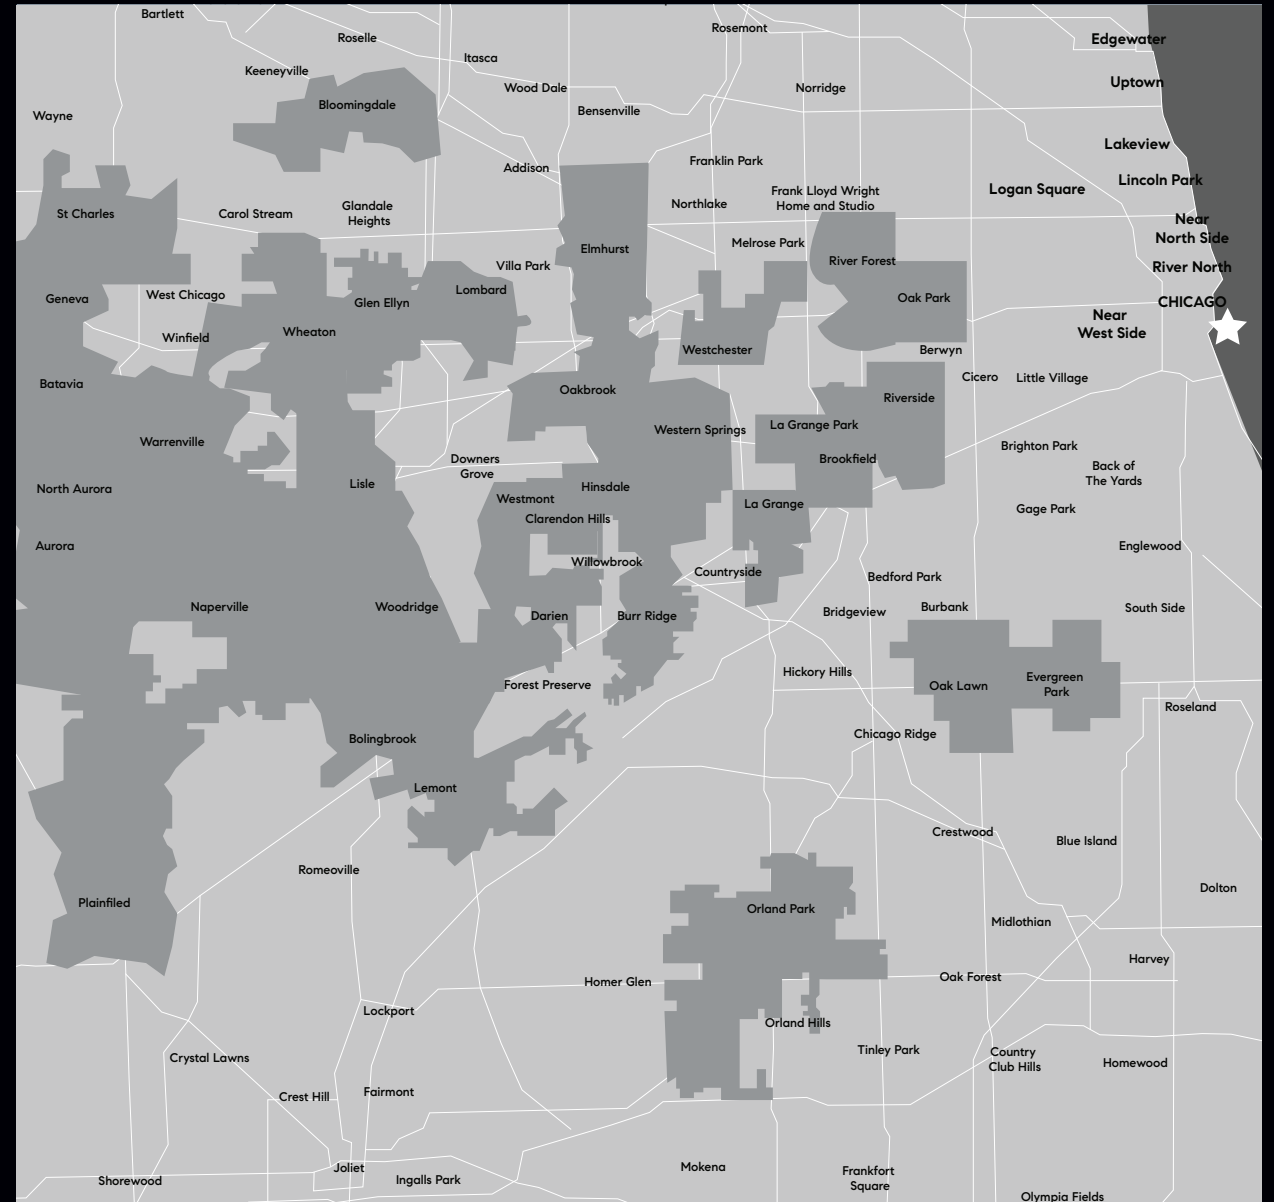 Bartlett
Roselle
Rosemont
Edgewater
Itasca
Keeneyville
Wood Dale
Norridge
Uptown
Bloomingdale
Bensenville
Wayne
Lakeview
Addison
Franklin Park
Lincoln Park
Logan Square
Frank Lloyd Wright
Home and Studio
St Charles
Carol Stream
Glandale
Heights
Northlake
Near
North Side
Melrose Park
Elmhurst
River Forest
Villa Park
River North
Geneva
West Chicago
Glen Ellyn
Lombard
Oak Park
CHICAGO
Near
West Side
Winfield
Wheaton
Westchester
Berwyn
Batavia
Oakbrook
Cicero
Little Village
Riverside
Warrenville
Western Springs
La Grange Park
Brighton Park
Downers
Grove
Brookfield
Back of
The Yards
North Aurora
Lisle
Westmont
Hinsdale
La Grange
Clarendon Hills
Gage Park
Aurora
Willowbrook
Countryside
Englewood
Bedford Park
Naperville
Woodridge
Darien
Burr Ridge
Bridgeview
Burbank
South Side
Forest Preserve
Hickory Hills
Oak Lawn
Evergreen
Park
Roseland
Bolingbrook
Chicago Ridge
Lemont
Crestwood
Blue Island
Romeoville
Dolton
Plainfiled
Orland Park
Midlothian
Harvey
Homer Glen
Oak Forest
Lockport
Orland Hills
Crystal Lawns
Tinley Park
Country
Club Hills
Homewood
Crest Hill
Fairmont
Joliet
Mokena
Shorewood
Ingalls Park
Frankfort
Square
Olympia Fields